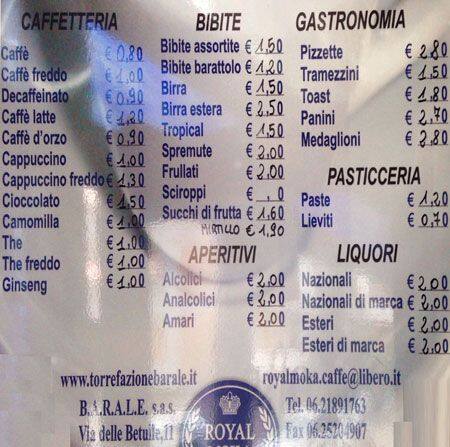 CAFFETTERIA
Caffè € 0,80
Caffè freddo € 1,00
Decaffeinato € 0,90
Caffè latte € 1,20
Caffè d'orzo € 0,90
Cappuccino € 1,00
Cappuccino freddo € 1,30
Cioccolato € 1,50
Camomilla € 1,00
The € 1,00
The freddo € 1,00
Ginseng € 1,00
BIBITE
Bibite assortite € 1,50
Bibite barattolo € 1,20
Birra € 1,50
Birra estera € 2,50
Tropical € 1,50
Spremute € 2,00
Frullati € 2,00
Sciroppi € ,0
Succhi di frutta € 1,60
MIRTILLO € 1,90
APERITIVI
Alcolici € 2,00
Analcolici € 2,00
Amari € 2,00
GASTRONOMIA
Pizzette € 2,80
Tramezzini € 1,50
Toast € 1,80
Panini € 2,70
Medaglioni € 2,80
PASTICCERIA
Paste € 1,20
Lieviti € 0,70
LIQUORI
Nazionali € 2,00
Nazionali di marca € 2,00
Esteri € 2,00
Esteri di marca € 2,00
www.torrefazionebarale.it
B.A.R.A.L.E. s.a.s.
Via delle Betulle,11
ROYAL
royalmoka.caffe@libero.it
Tel. 06.21891763
Fax 06.25204907